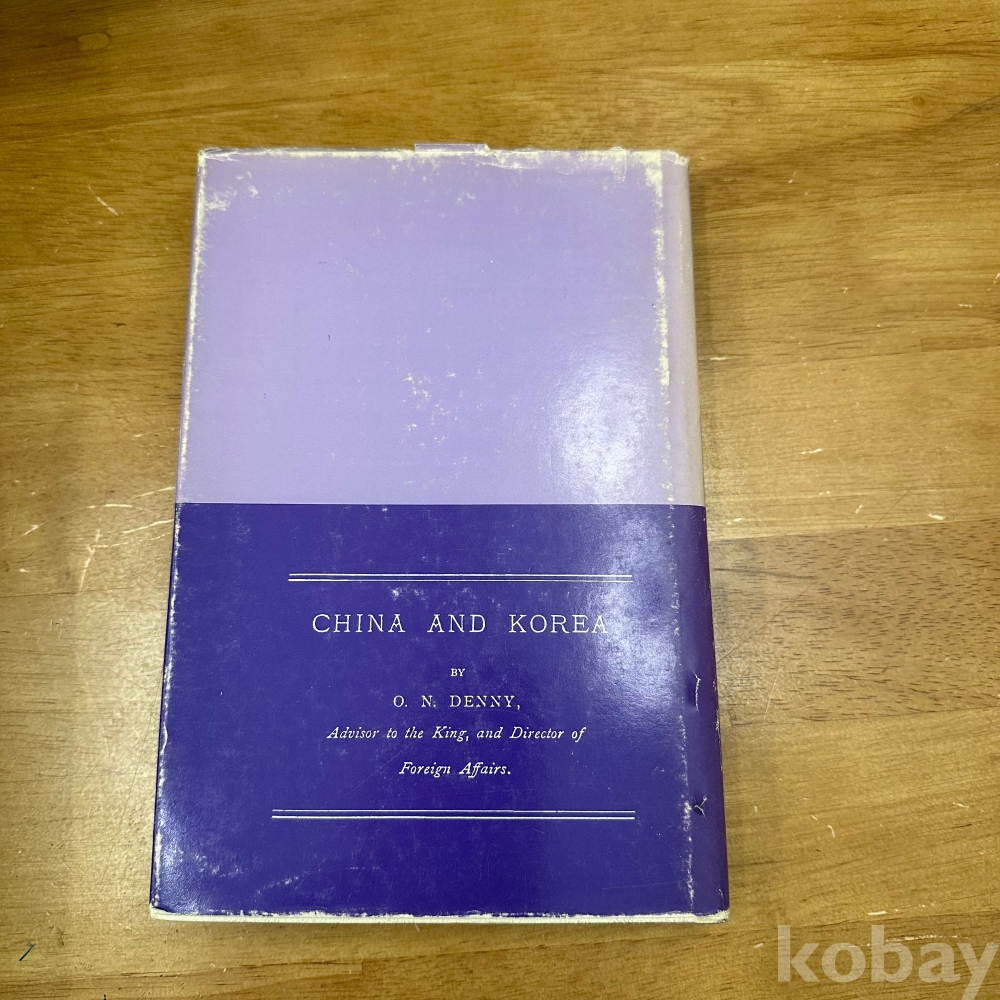 CHINA AND KOREA
BY
O. N. DENNY,
Advisor to the King, and Director of
Foreign Affairs.
kobay